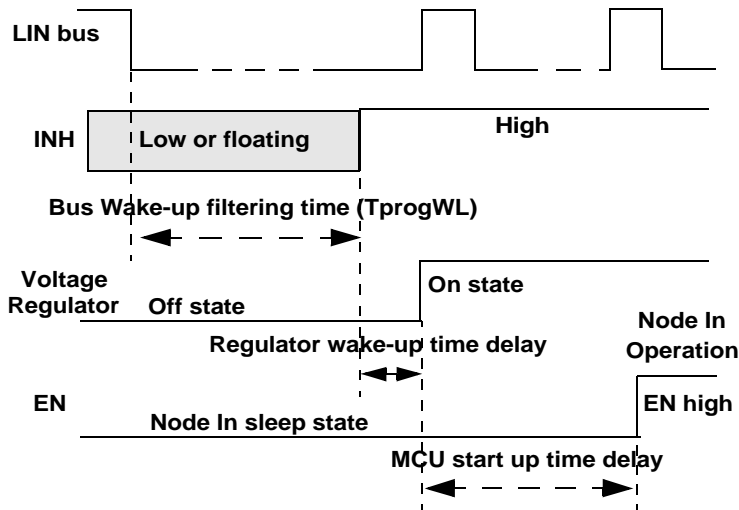 LIN bus
INH
Low or floating
High
Bus Wake-up filtering time (TprogWL)
Voltage
Regulator
Off state
On state
Regulator wake-up time delay
Node In
Operation
EN
Node In sleep state
EN high
MCU start up time delay